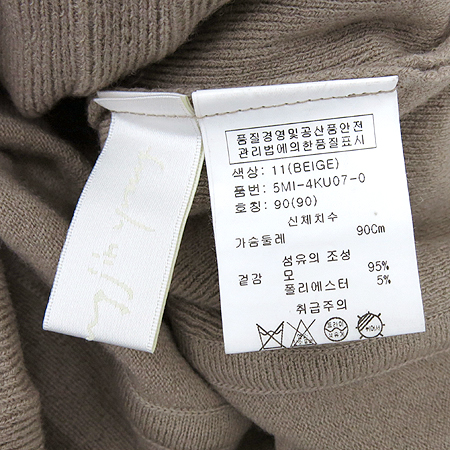 품질경영및공산품안전
관리법에의한품질표시
색상: 11(BEIGE)
품번: 5MI-4KU07-0
호칭: 90(90)
신체치수
가슴둘레 90Cm
섬유의 조성
겉감 모 95%
폴리에스터 5%
취급주의